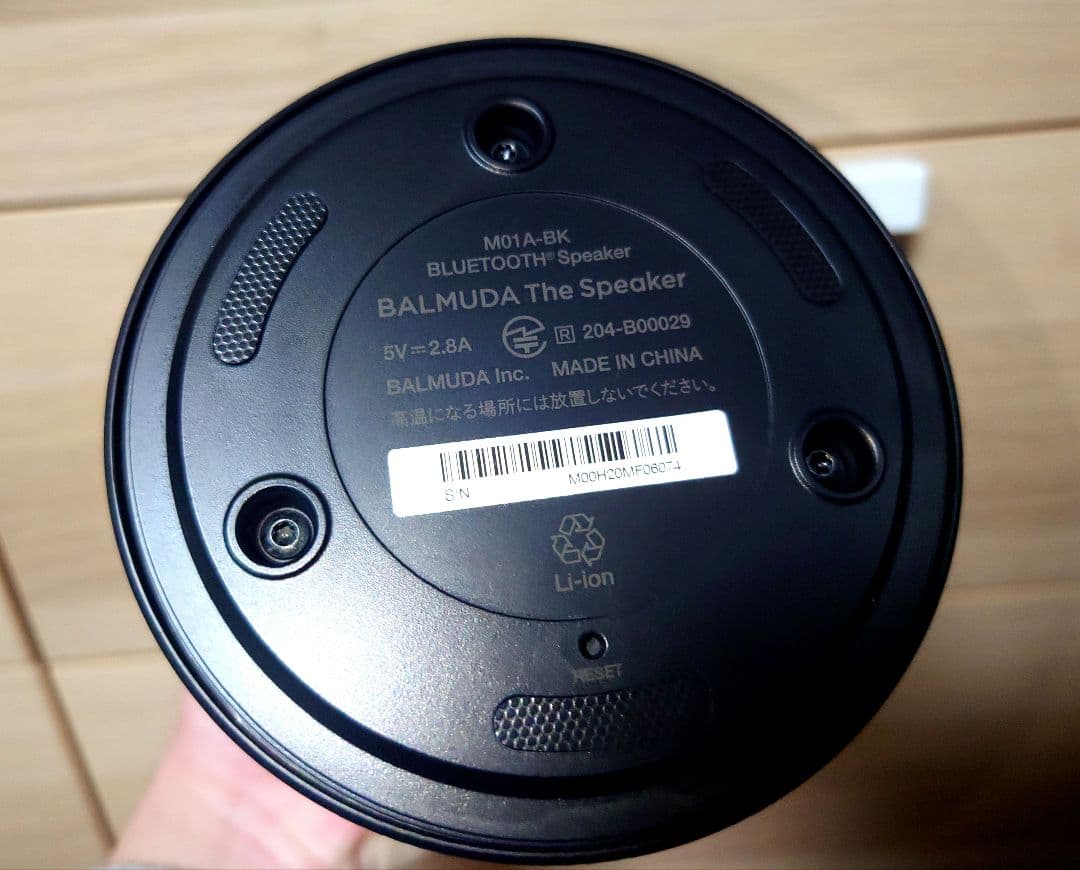 M01A-BK
BLUETOOTH® Speaker
BALMUDA The Speaker
5V⎓2.8A R 204-B00029
BALMUDA Inc. MADE IN CHINA
高温になる場所には放置しないでください。
S/N M00H20MF06074
Li-ion
RESET